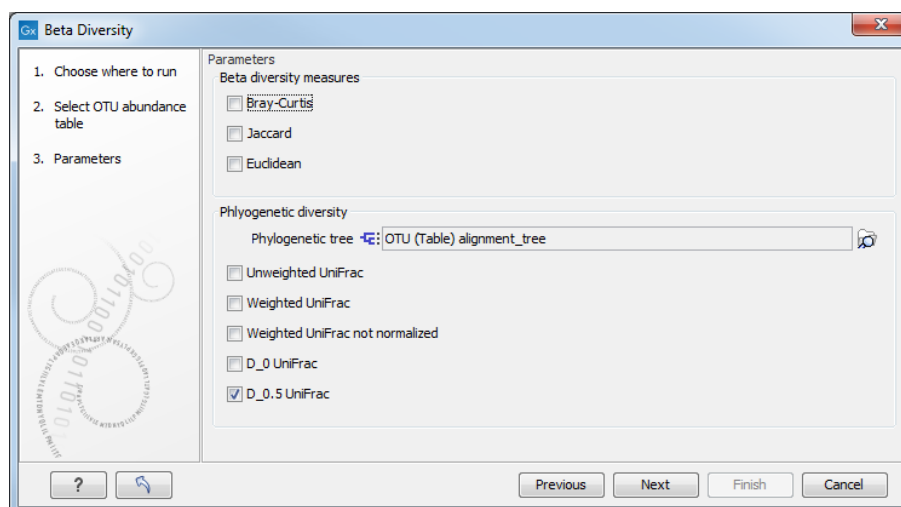 Gx Beta Diversity
1. Choose where to run
2. Select OTU abundance
table
3. Parameters
Parameters
Beta diversity measures
Bray-Curtis
Jaccard
Euclidean
Phlyogenetic diversity
Phylogenetic tree OTU (Table) alignment_tree
Unweighted UniFrac
Weighted UniFrac
Weighted UniFrac not normalized
D_0 UniFrac
D_0.5 UniFrac
? Previous Next Finish Cancel